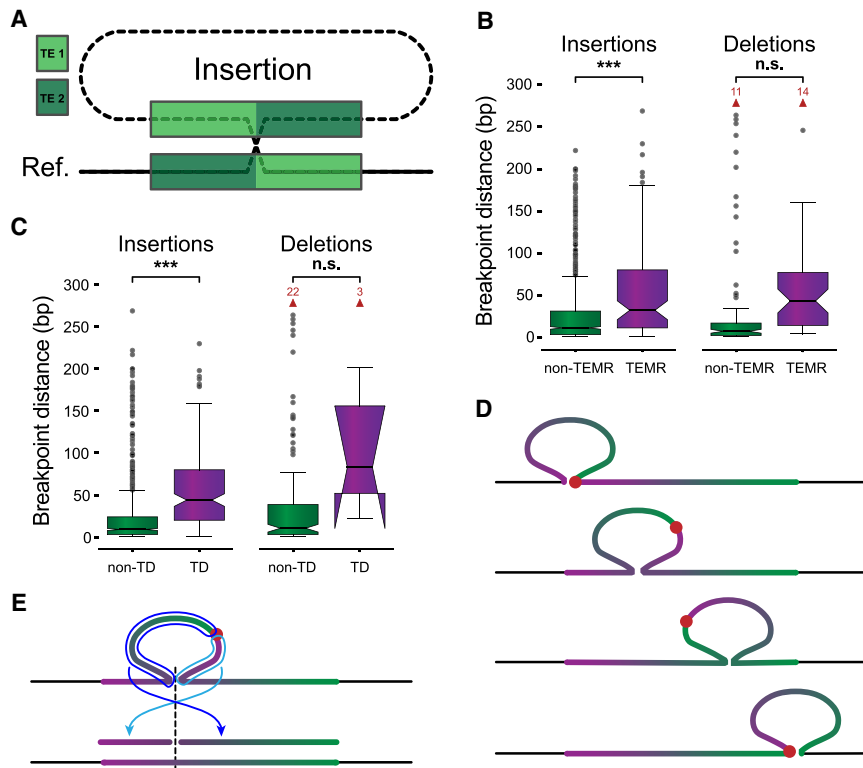 A
TE 1
TE 2
Insertion
Ref.
B
Insertions
Deletions
***
n.s.
11
14
Breakpoint distance (bp)
300
250
200
150
100
50
0
non-TEMR
TEMR
non-TEMR
TEMR
C
Insertions
Deletions
***
n.s.
22
3
Breakpoint distance (bp)
300
250
200
150
100
50
0
non-TD
TD
non-TD
TD
D
E